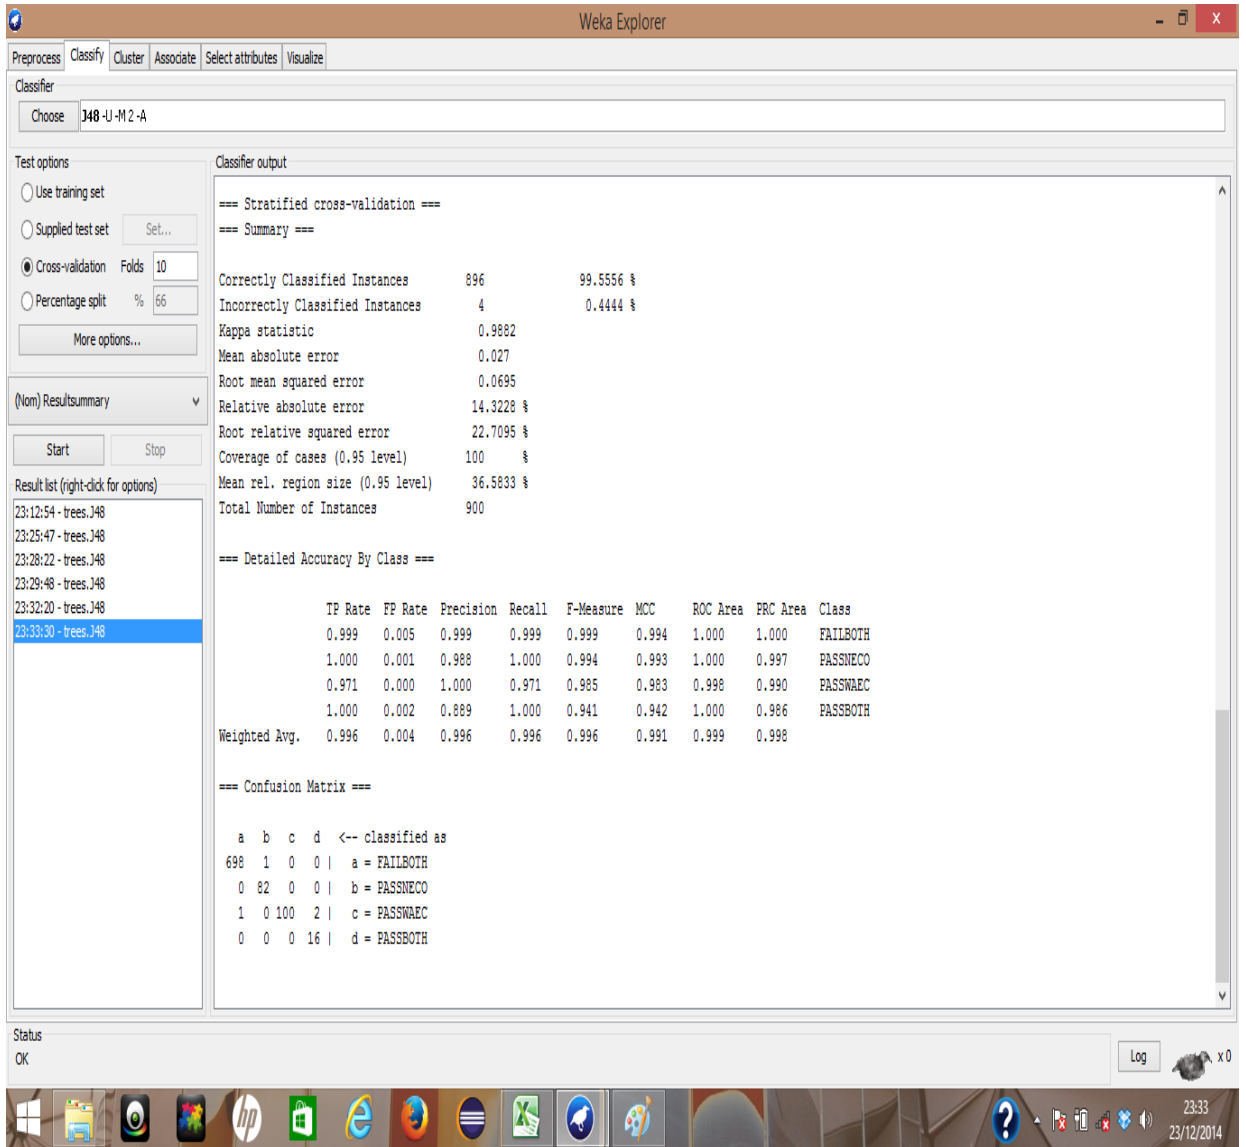 Weka Explorer
Preprocess Classify Cluster Associate Select attributes Visualize
Classifier
Choose J48 -U -M 2 -A
Test options
Use training set
Supplied test set Set...
Cross-validation Folds 10
Percentage split % 66
More options...
(Nom) Resultsummary
Start Stop
Result list (right-click for options)
23:12:54 - trees.J48
23:25:47 - trees.J48
23:28:22 - trees.J48
23:29:48 - trees.J48
23:32:20 - trees.J48
23:33:30 - trees.J48
Classifier output
=== Stratified cross-validation ===
=== Summary ===
Correctly Classified Instances 896 99.5556 %
Incorrectly Classified Instances 4 0.4444 %
Kappa statistic 0.9882
Mean absolute error 0.027
Root mean squared error 0.0695
Relative absolute error 14.3228 %
Root relative squared error 22.7095 %
Coverage of cases (0.95 level) 100 %
Mean rel. region size (0.95 level) 36.5833 %
Total Number of Instances 900
=== Detailed Accuracy By Class ===
TP Rate FP Rate Precision Recall F-Measure MCC ROC Area PRC Area Class
0.999 0.005 0.999 0.999 0.999 0.994 1.000 1.000 FAILBOTH
1.000 0.001 0.988 1.000 0.994 0.993 1.000 0.997 PASSNECO
0.971 0.000 1.000 0.971 0.985 0.983 0.998 0.990 PASSWAEC
1.000 0.002 0.889 1.000 0.941 0.942 1.000 0.986 PASSBOTH
Weighted Avg. 0.996 0.004 0.996 0.996 0.996 0.991 0.999 0.998
=== Confusion Matrix ===
a b c d <-- classified as
698 1 0 0 | a = FAILBOTH
0 82 0 0 | b = PASSNECO
1 0 100 2 | c = PASSWAEC
0 0 0 16 | d = PASSBOTH
Status
OK
Log x 0
hp
23:33
23/12/2014